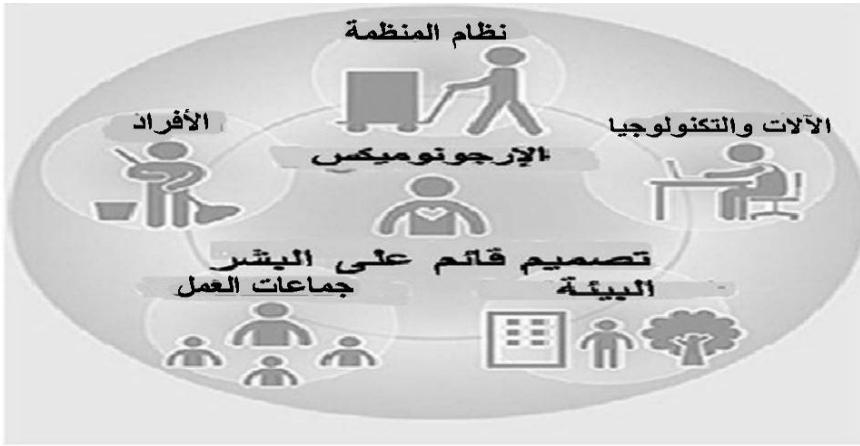 نظام المنظمة
الآلات والتكنولوجيا
الأفراد
الإرجونوميكس
تصميم قائم على البشر
البيئة
جماعات العمل